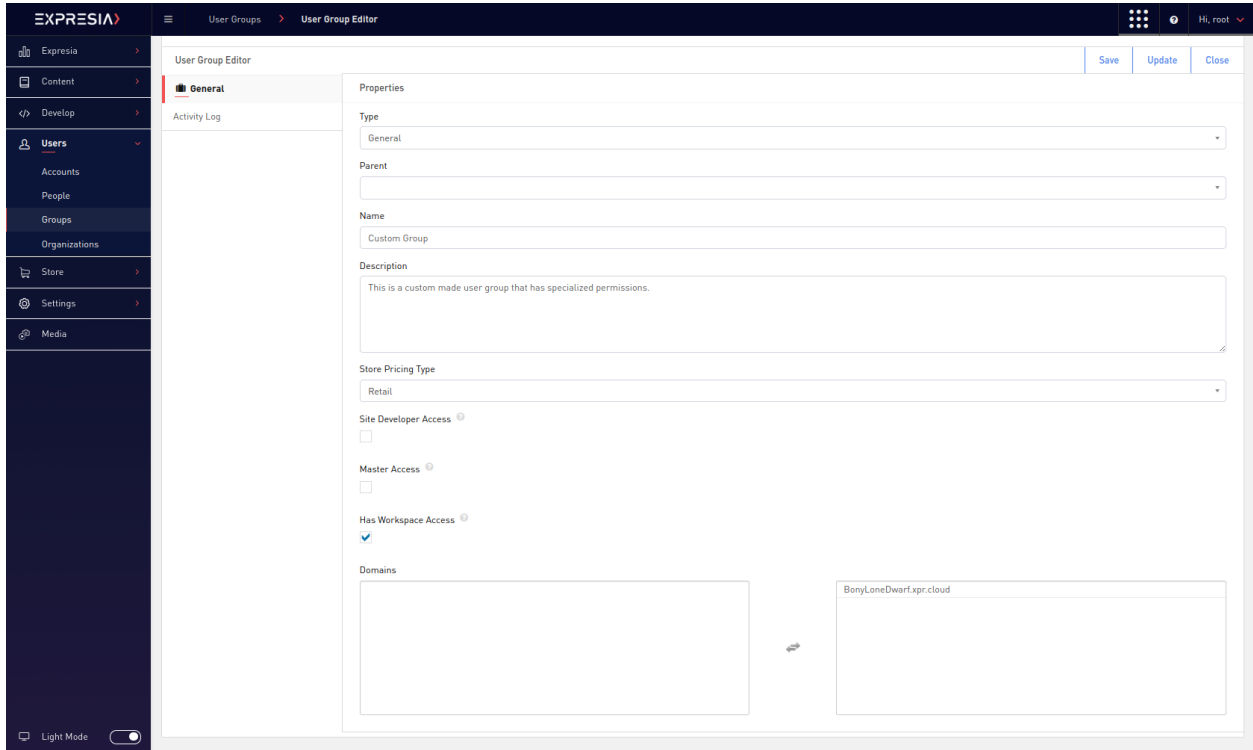 EXPRESIA
User Groups > User Group Editor
Hi, root
Expresia
Content
Develop
Users
Accounts
People
Groups
Organizations
Store
Settings
Media
Light Mode
User Group Editor
Save Update Close
General
Activity Log
Properties
Type
General
Parent
Name
Custom Group
Description
This is a custom made user group that has specialized permissions.
Store Pricing Type
Retail
Site Developer Access ?
Master Access ?
Has Workspace Access ?
Domains
BonyLoneDwarf.xpr.cloud